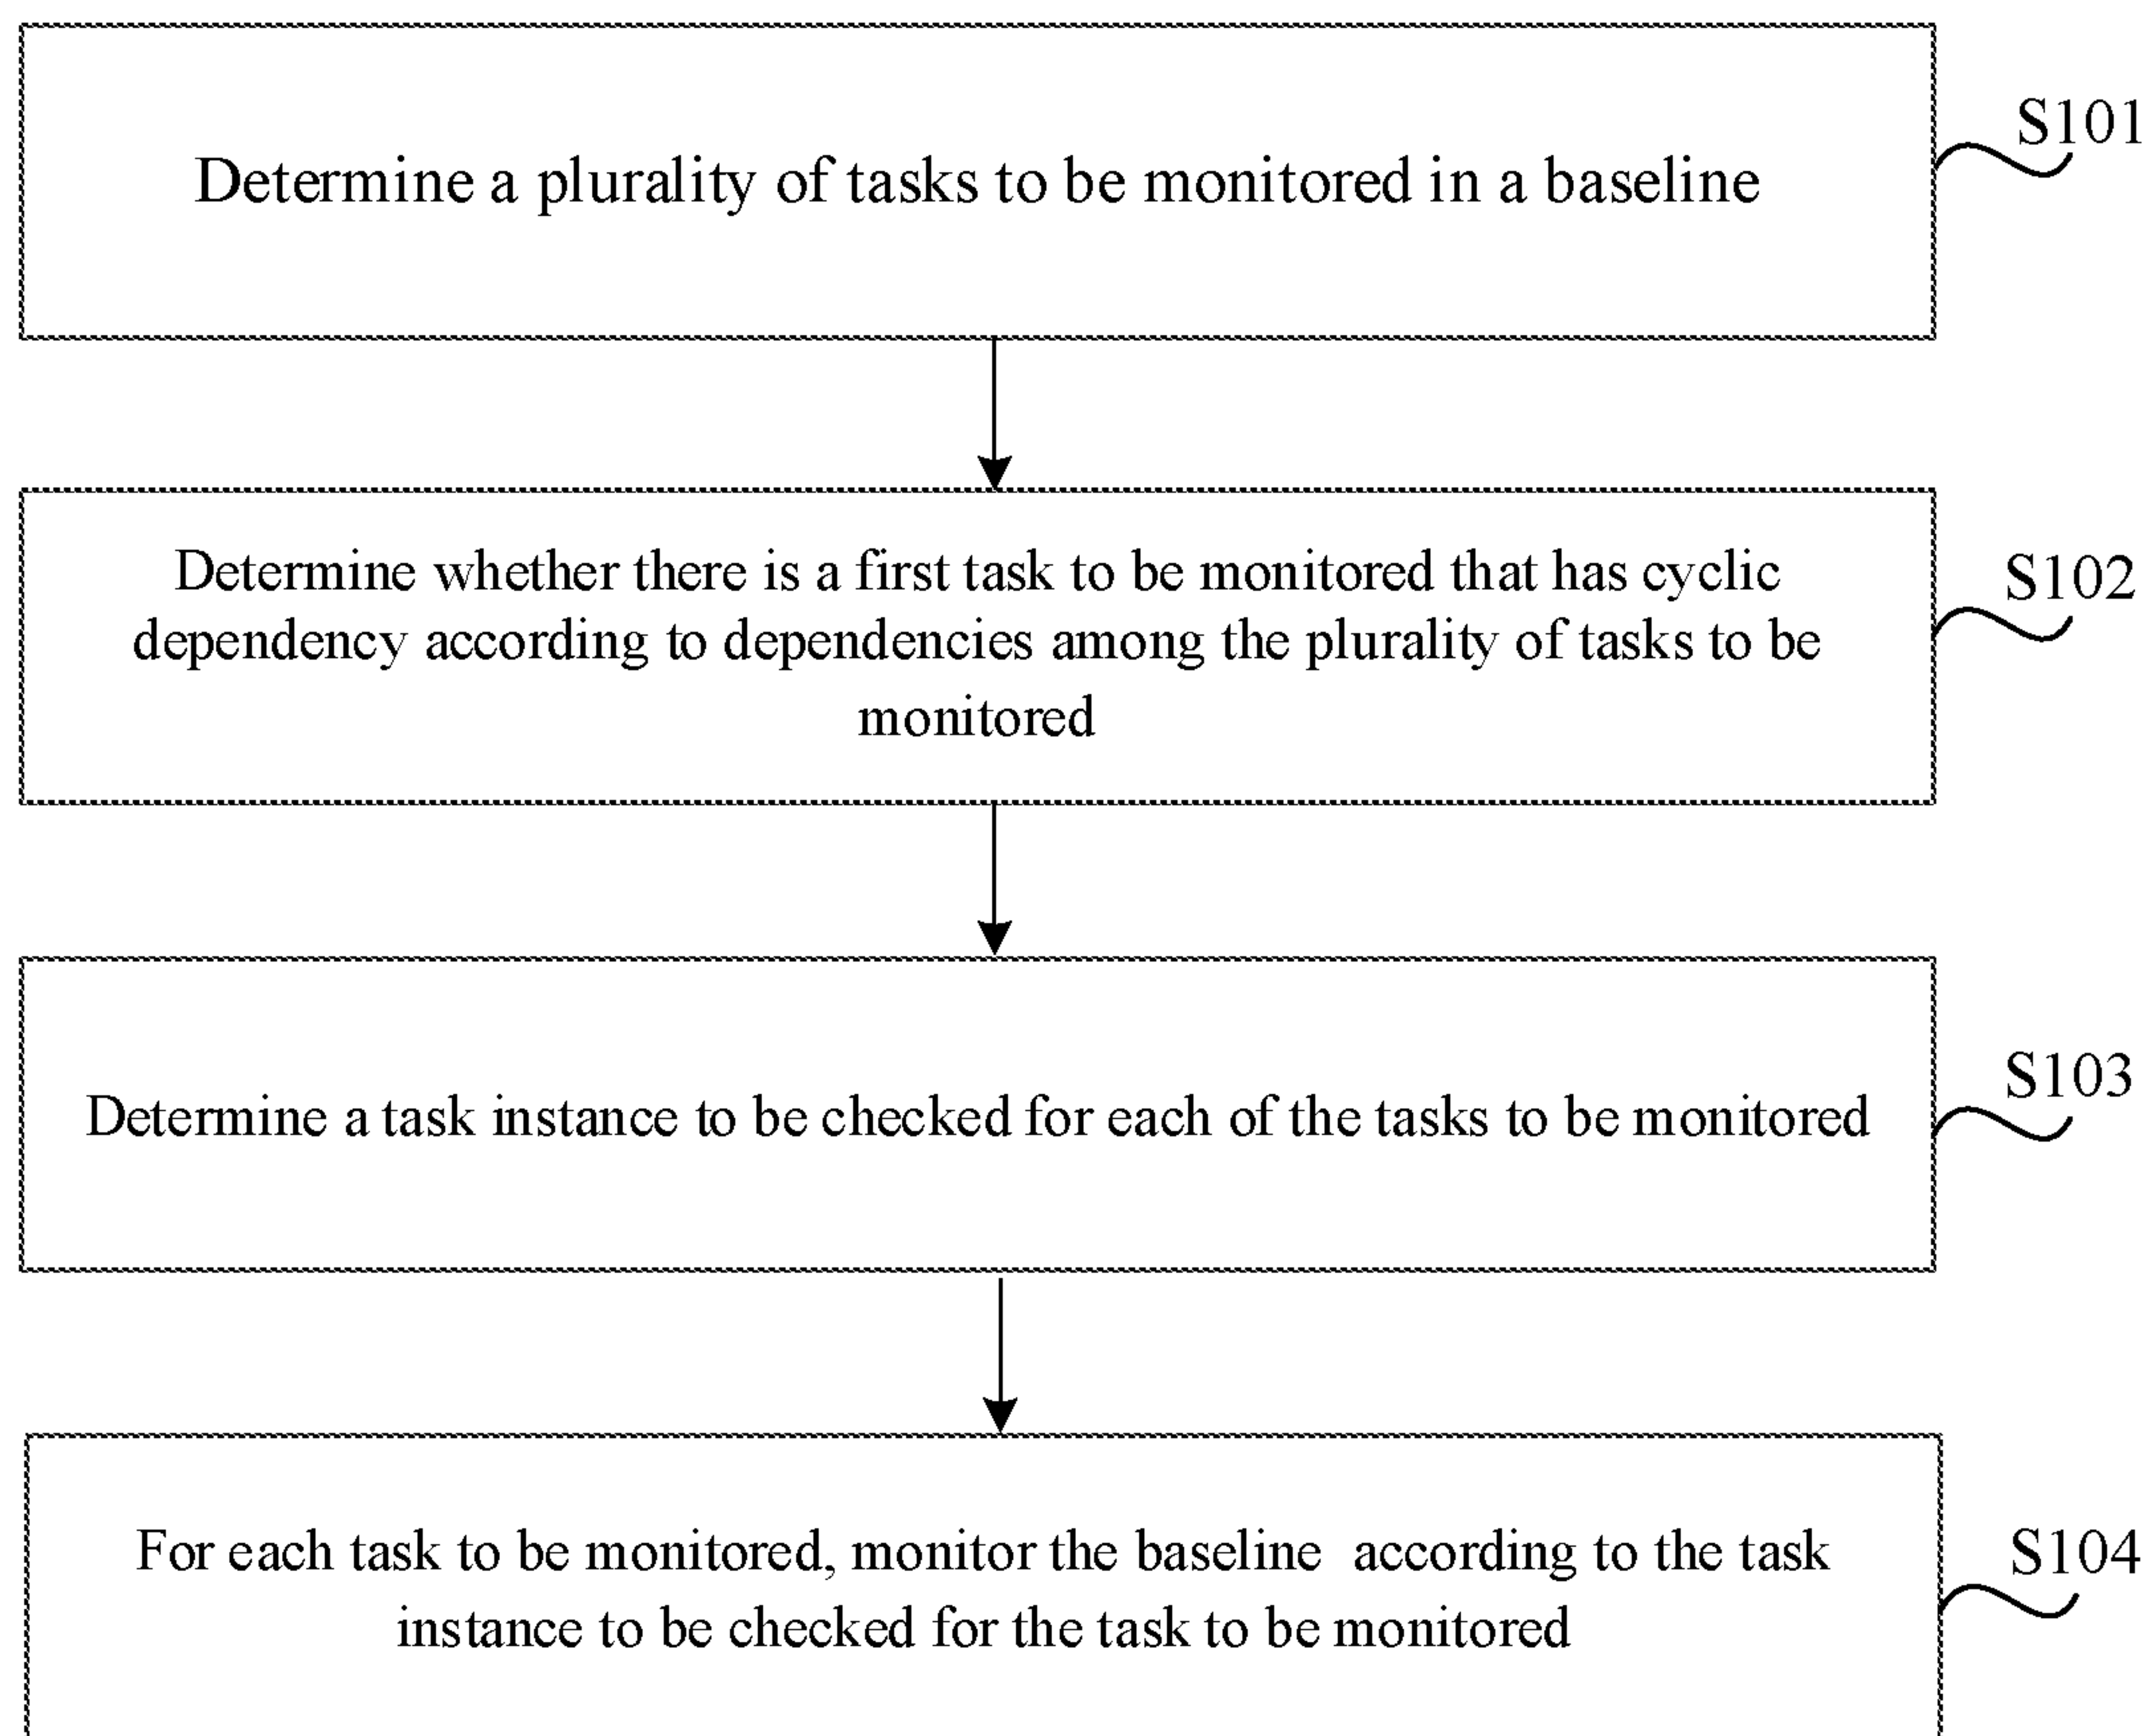 Determine a plurality of tasks to be monitored in a baseline
S101
Determine whether there is a first task to be monitored that has cyclic
dependency according to dependencies among the plurality of tasks to be
monitored
S102
Determine a task instance to be checked for each of the tasks to be monitored
S103
For each task to be monitored, monitor the baseline according to the task
instance to be checked for the task to be monitored
S104